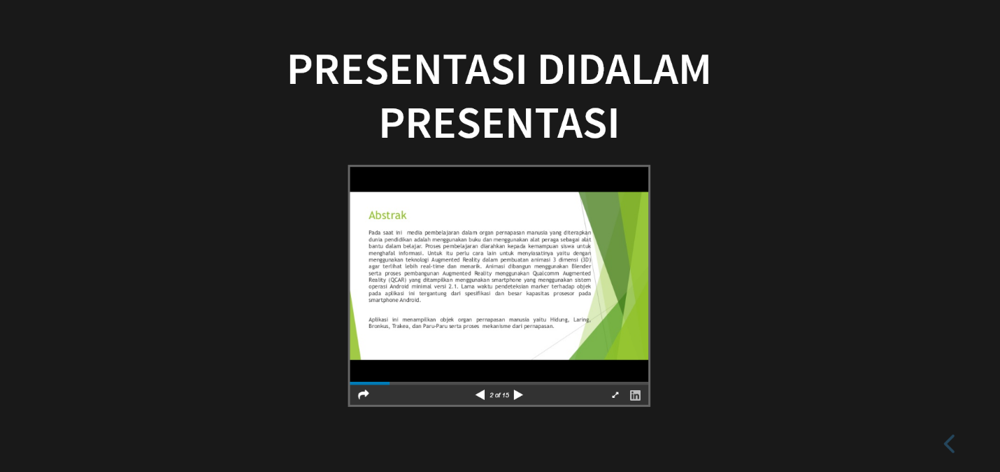 PRESENTASI DIDALAM
PRESENTASI
Abstrak
Pada saat ini media pembelajaran dalam organ pernapasan manusia yang diterapkan
dunia pendidikan adalah menggunakan buku dan menggunakan alat peraga sebagai alat
bantu dalam belajar. Proses pembelajaran diarahkan kepada kemampuan siswa untuk
menghafal informasi. Untuk itu perlu cara lain untuk menyiasatinya yaitu dengan
menggunakan teknologi Augmented Reality dalam pembuatan animasi 3 dimensi (3D)
agar terlihat lebih real-time dan menarik. Animasi dibangun menggunakan Blender
serta proses pembangunan Augmented Reality menggunakan Qualcomm Augmented
Reality (QCAR) yang ditampilkan menggunakan smartphone yang menggunakan sistem
operasi Android minimal versi 2.1. Lama waktu pendeteksian marker terhadap objek
pada aplikasi ini tergantung dari spesifikasi dan besar kapasitas prosesor pada
smartphone Android.
Aplikasi ini menampilkan objek organ pernapasan manusia yaitu Hidung, Laring,
Bronkus, Trakea, dan Paru-Paru serta proses mekanisme dari pernapasan.
2 of 15
in